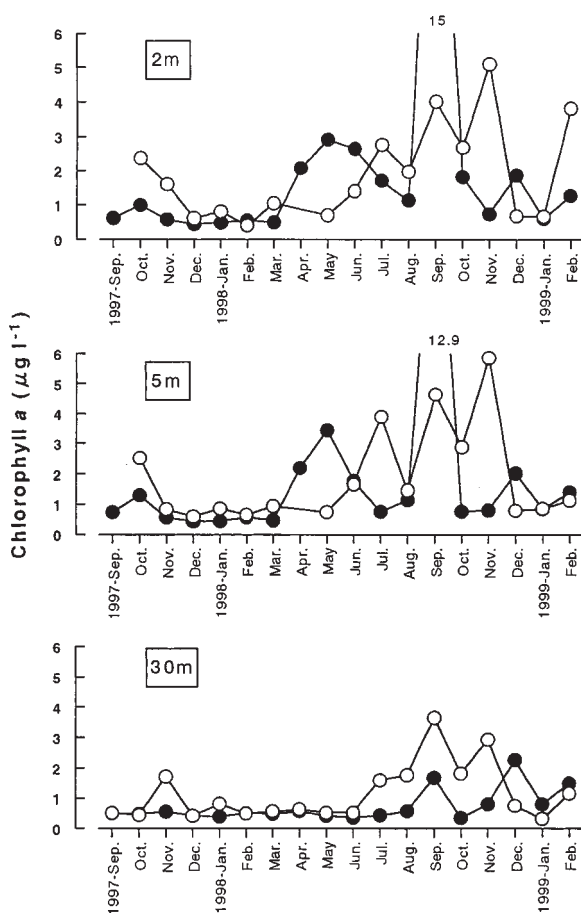 Chlorophyll a (μg l⁻¹)
15
2m
6
5
4
3
2
1
0
1997-Sep.
Oct.
Nov.
Dec.
1998-Jan.
Feb.
Mar.
Apr.
May
Jun.
Jul.
Aug.
Sep.
Oct.
Nov.
Dec.
1999-Jan.
Feb.
12.9
5m
6
5
4
3
2
1
0
1997-Sep.
Oct.
Nov.
Dec.
1998-Jan.
Feb.
Mar.
Apr.
May
Jun.
Jul.
Aug.
Sep.
Oct.
Nov.
Dec.
1999-Jan.
Feb.
30m
6
5
4
3
2
1
0
1997-Sep.
Oct.
Nov.
Dec.
1998-Jan.
Feb.
Mar.
Apr.
May
Jun.
Jul.
Aug.
Sep.
Oct.
Nov.
Dec.
1999-Jan.
Feb.